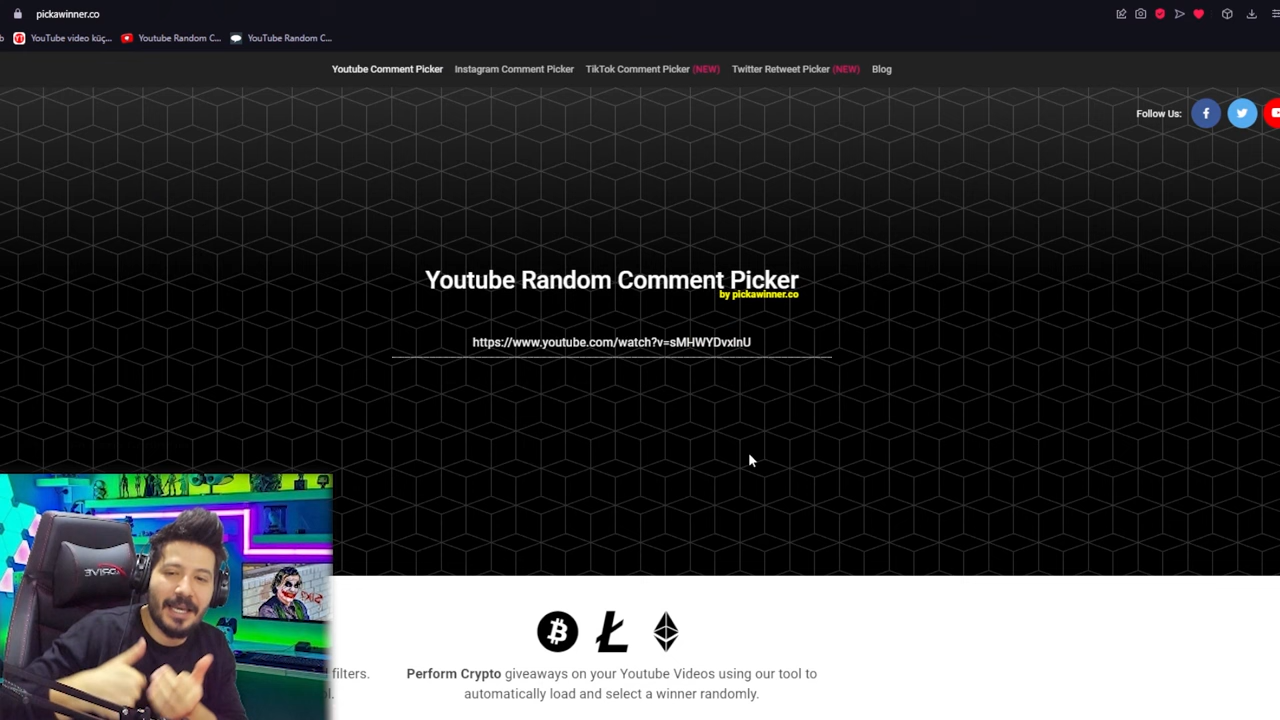 pickawinner.co
YouTube video küç...
Youtube Random C...
YouTube Random C...
Youtube Comment Picker
Instagram Comment Picker
TikTok Comment Picker (NEW)
Twitter Retweet Picker (NEW)
Blog
Follow Us:
Youtube Random Comment Picker
by pickawinner.co
https://www.youtube.com/watch?v=sMHWYDvxlnU
filters.
Perform Crypto giveaways on your Youtube Videos using our tool to
automatically load and select a winner randomly.